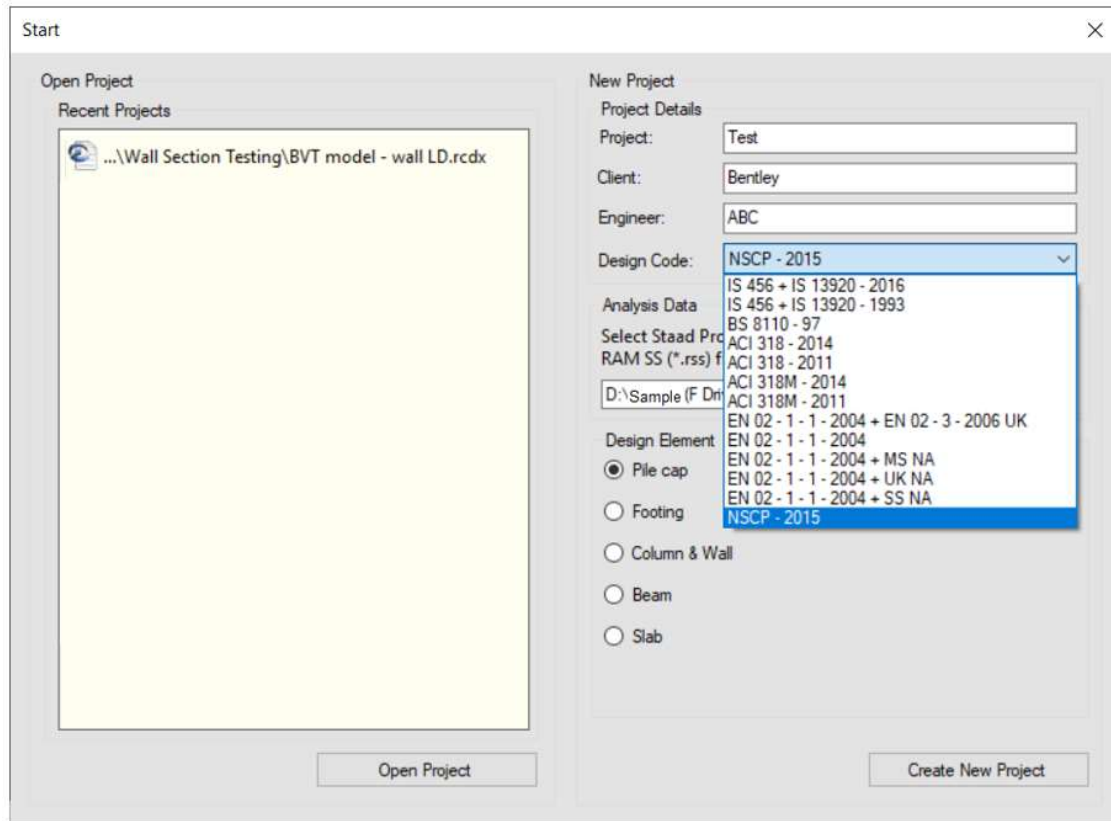 Start
Open Project
Recent Projects
...\Wall Section Testing\BVT model - wall LD.rcdx
Open Project
New Project
Project Details
Project: Test
Client: Bentley
Engineer: ABC
Design Code: NSCP - 2015
IS 456 + IS 13920 - 2016
IS 456 + IS 13920 - 1993
BS 8110 - 97
ACI 318 - 2014
ACI 318 - 2011
ACI 318M - 2014
ACI 318M - 2011
EN 02 - 1 - 1 - 2004 + EN 02 - 3 - 2006 UK
EN 02 - 1 - 1 - 2004
EN 02 - 1 - 1 - 2004 + MS NA
EN 02 - 1 - 1 - 2004 + UK NA
EN 02 - 1 - 1 - 2004 + SS NA
NSCP - 2015
Analysis Data
Select Staad
RAM SS (*.rss)
D:\Sample (F
Design Element
Pile cap
Footing
Column & Wall
Beam
Slab
Create New Project